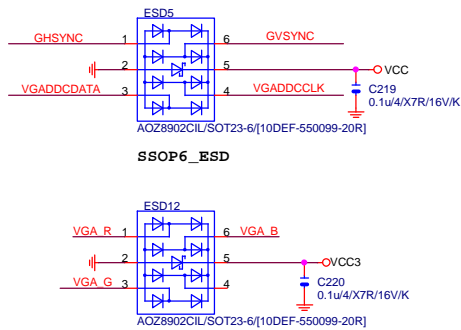 ESD5
GHSYNC 1 6 GVSYNC
2 5 VCC
VGADDCDATA 3 4 VGADDCCLK
C219
0.1u/4/X7R/16V/K
AOZ8902CIL/SOT23-6/[10DEF-550099-20R]
SSOP6_ESD
ESD12
VGA_R 1 6 VGA_B
2 5 VCC3
VGA_G 3 4
C220
0.1u/4/X7R/16V/K
AOZ8902CIL/SOT23-6/[10DEF-550099-20R]